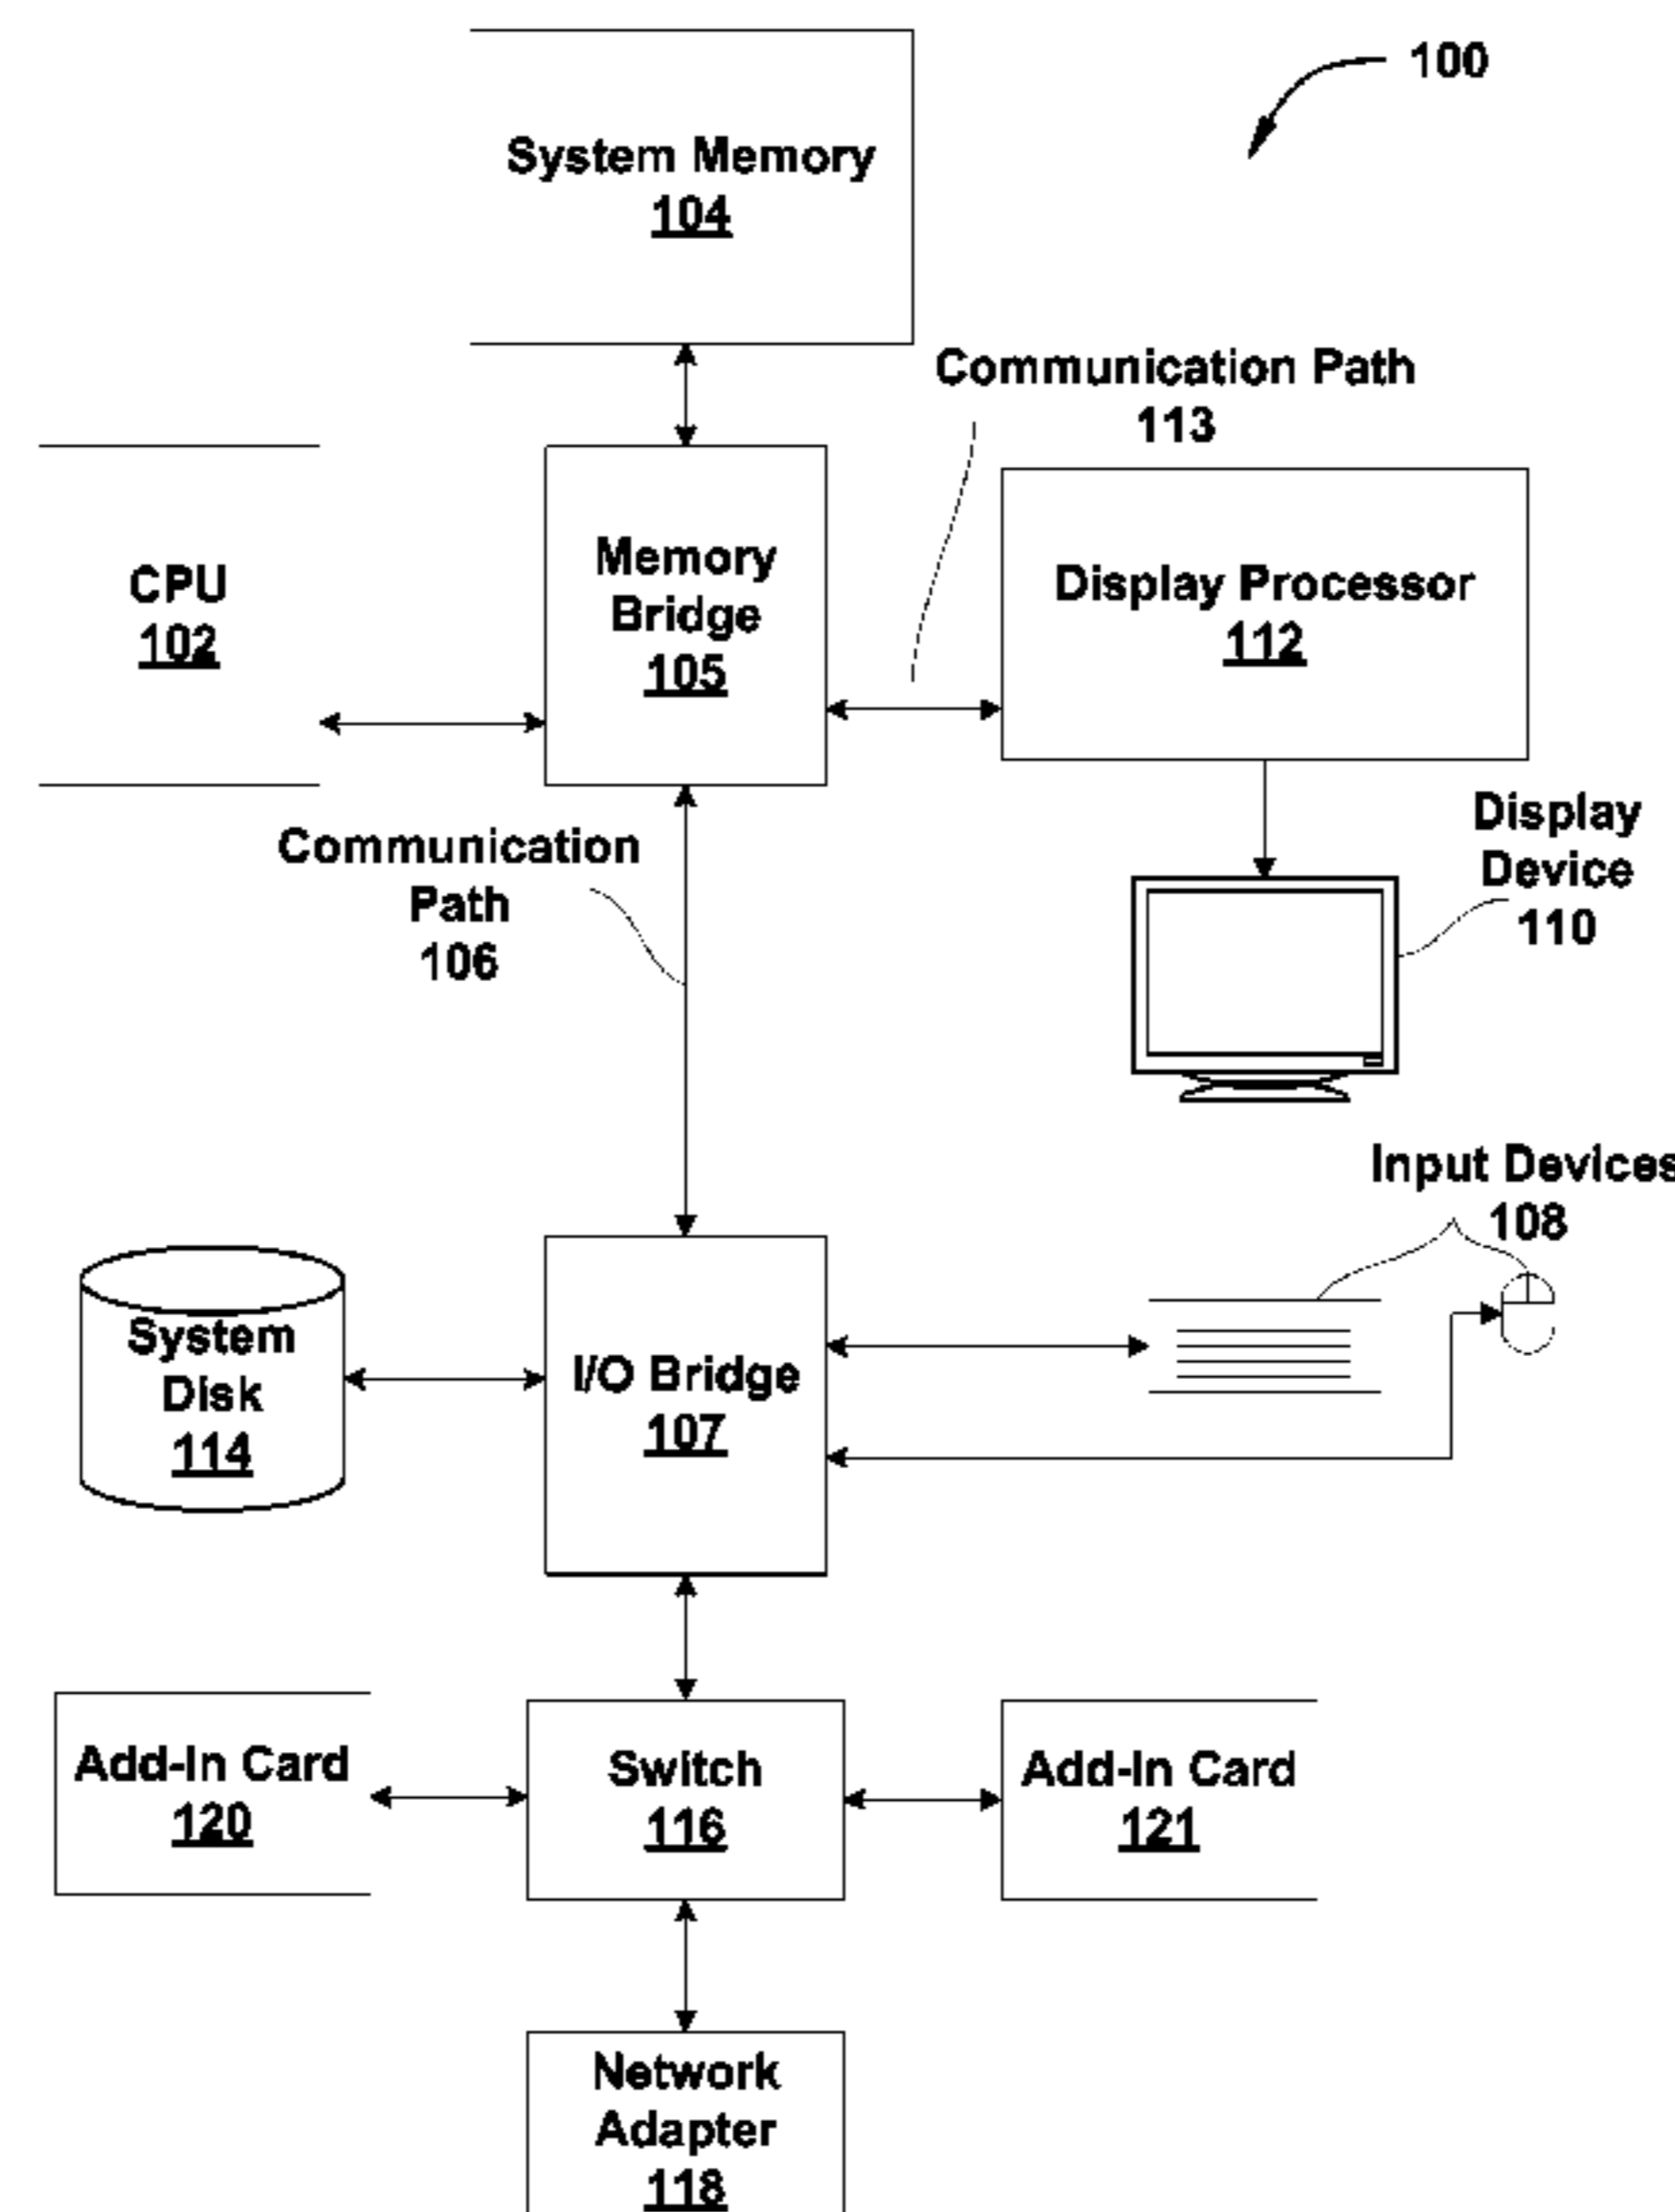 100
System Memory
104
Communication Path
113
CPU
102
Memory
Bridge
105
Display Processor
112
Communication
Path
106
Display
Device
110
Input Devices
108
System
Disk
114
I/O Bridge
107
Add-In Card
120
Switch
116
Add-In Card
121
Network
Adapter
118